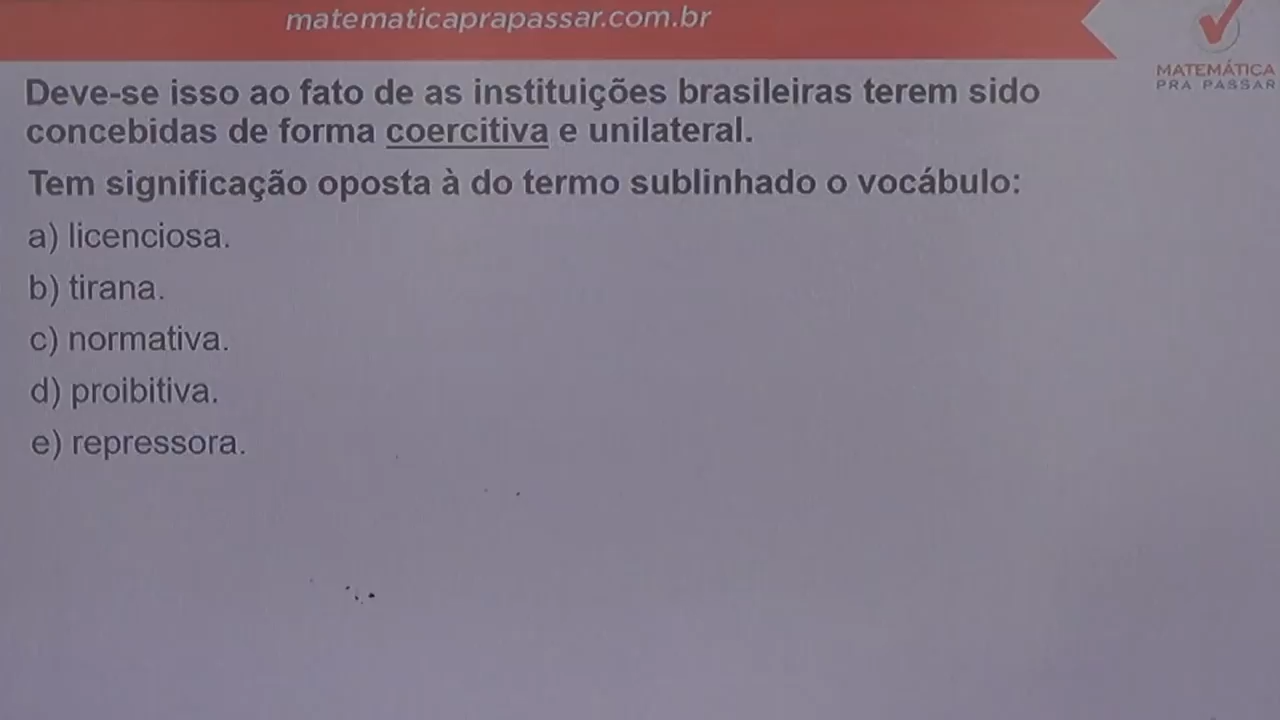 matematicaprapassar.com.br
MATEMÁTICA
PRA PASSAR
Deve-se isso ao fato de as instituições brasileiras terem sido
concebidas de forma coercitiva e unilateral.
Tem significação oposta à do termo sublinhado o vocábulo:
a) licenciosa.
b) tirana.
c) normativa.
d) proibitiva.
e) repressora.